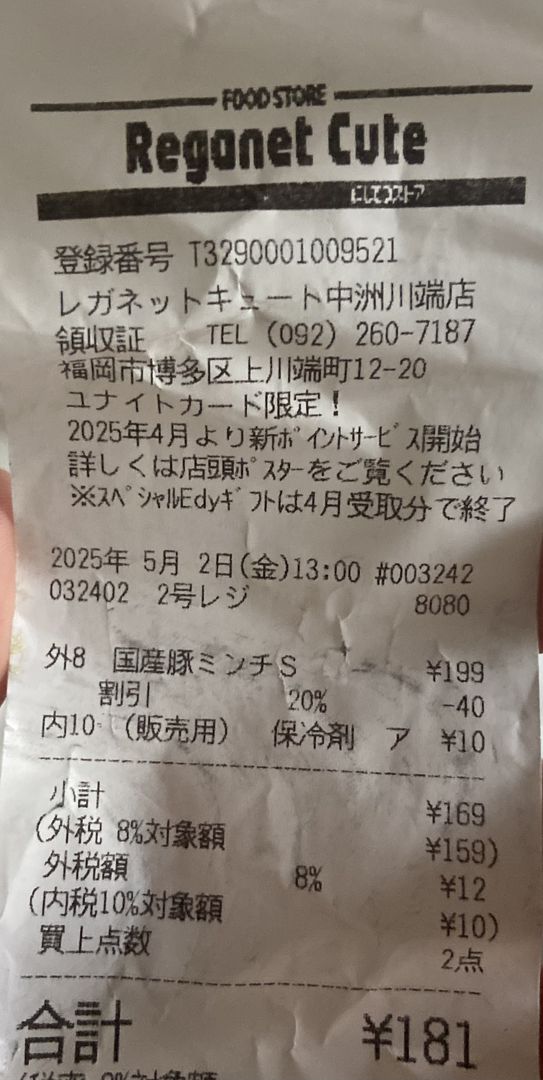 FOOD STORE
Reganet Cute
にしてつストア
登録番号 T3290001009521
レガネットキュート中洲川端店
領収証 TEL (092) 260-7187
福岡市博多区上川端町12-20
ユナイトカード限定！
2025年4月より新ﾎﾟｲﾝﾄｻｰﾋﾞｽ開始
詳しくは店頭ﾎﾟｽﾀｰをご覧ください
※ｽﾍﾟｼｬﾙEdyｷﾞﾌﾄは4月受取分で終了
2025年 5月 2日(金)13:00 #003242
032402 2号レジ 8080
外8 国産豚ミンチS ¥199
割引 20% -40
内10 (販売用) 保冷剤 ア ¥10
小計 ¥169
(外税 8%対象額 ¥159)
外税額 8% ¥12
(内税10%対象額 ¥10)
買上点数 2点
合計 ¥181